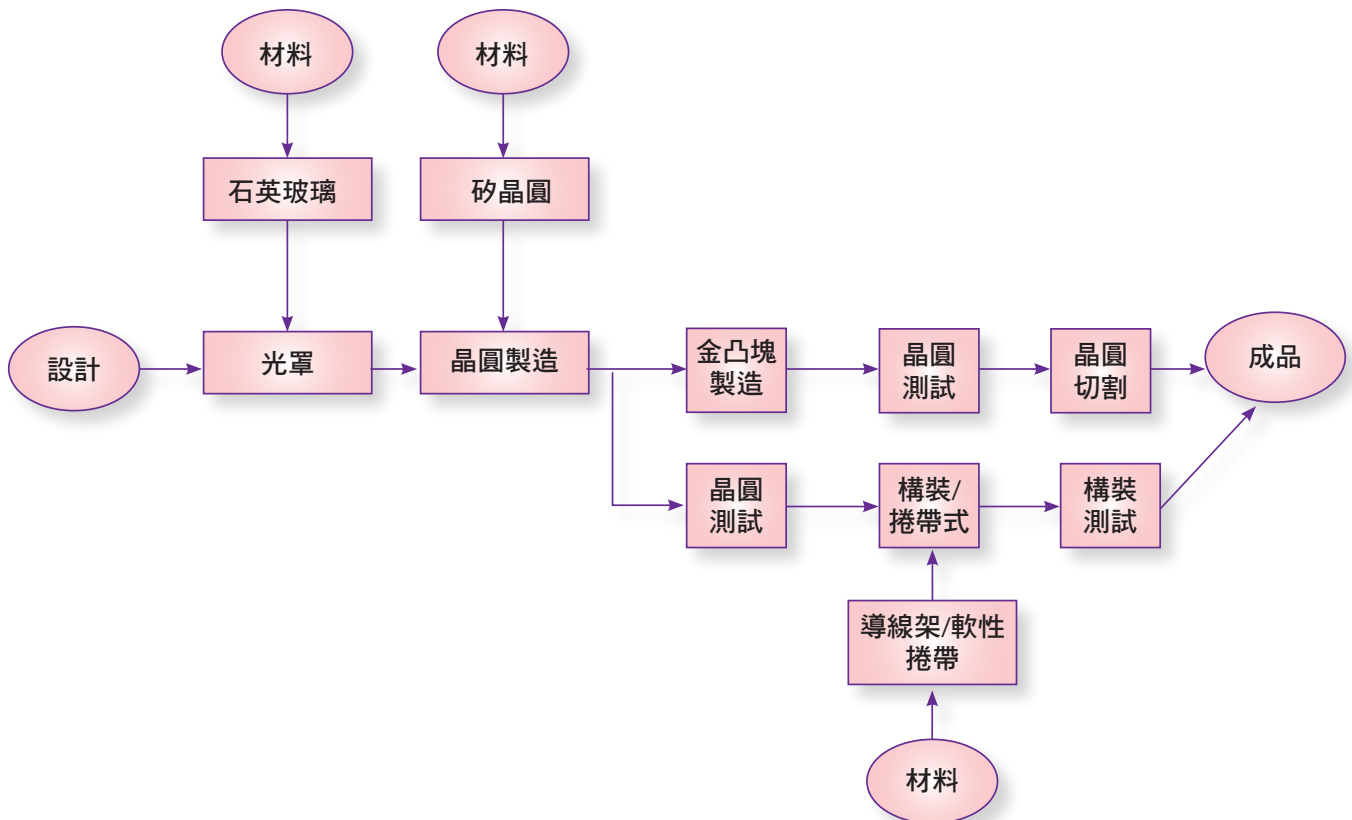 材料
材料
石英玻璃
矽晶圓
設計
光罩
晶圓製造
金凸塊
製造
晶圓
測試
晶圓
切割
成品
晶圓
測試
構裝/
捲帶式
構裝
測試
導線架/軟性
捲帶
材料